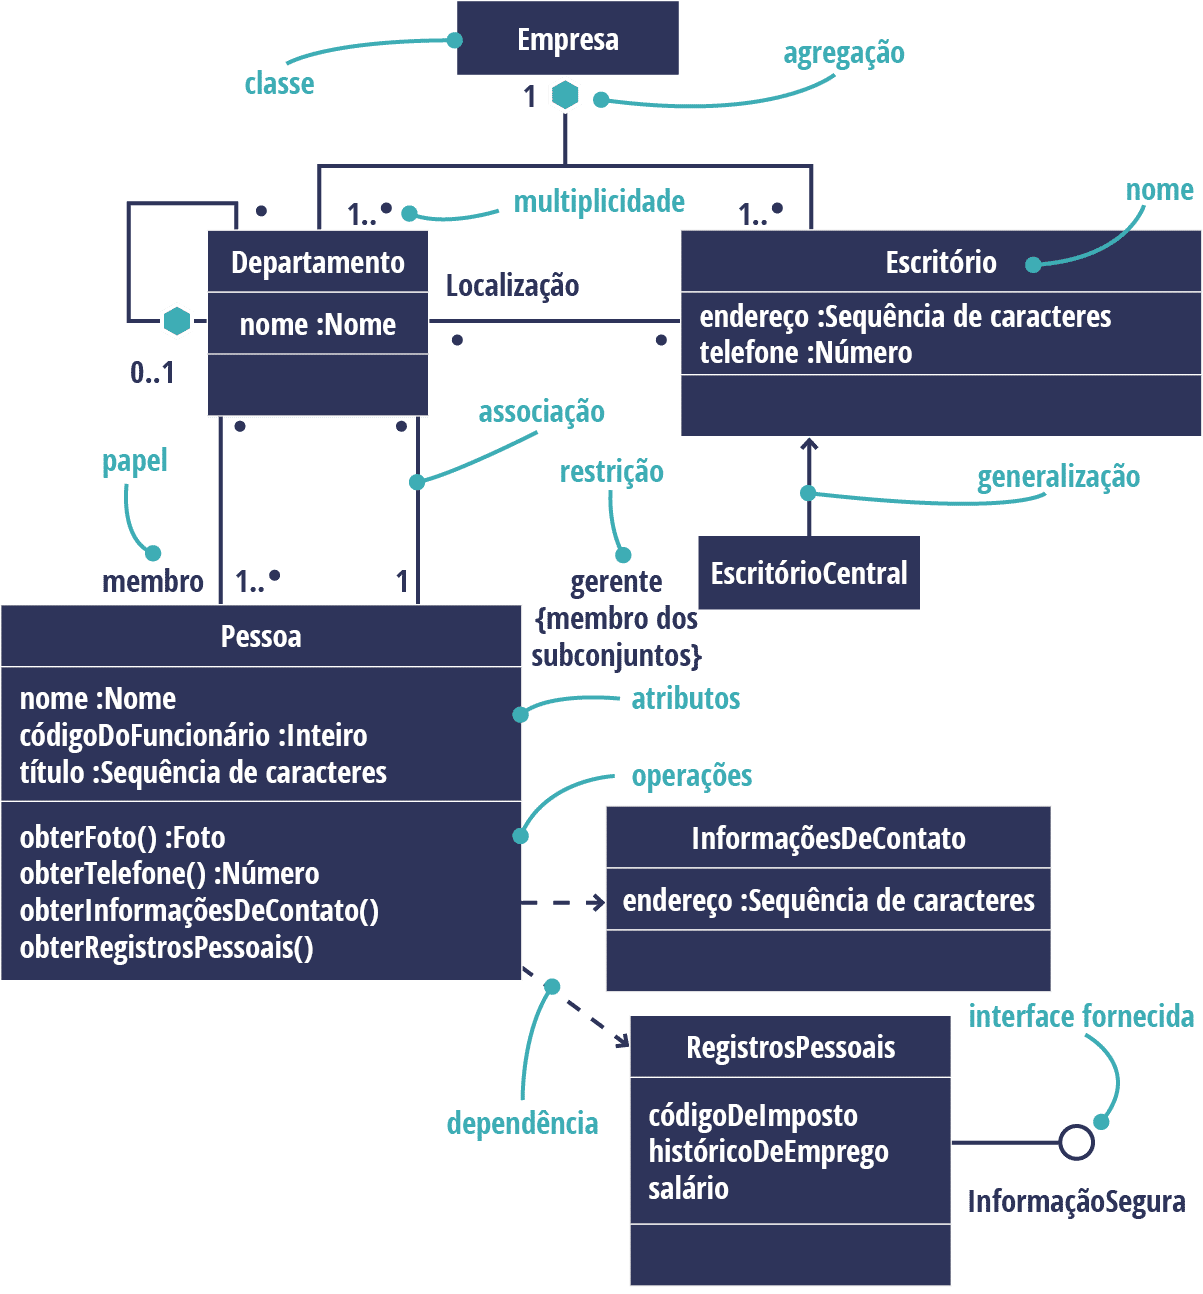 Empresa
classe
agregação
1
multiplicidade
nome
1..•
1..•
•
Departamento
nome :Nome
Localização
Escritório
endereço :Sequência de caracteres
telefone :Número
•
•
0..1
associação
•
•
papel
restrição
generalização
membro
1..•
1
gerente
{membro dos
subconjuntos}
EscritórioCentral
Pessoa
nome :Nome
códigoDoFuncionário :Inteiro
título :Sequência de caracteres
atributos
operações
obterFoto() :Foto
obterTelefone() :Número
obterInformaçõesDeContato()
obterRegistrosPessoais()
InformaçõesDeContato
endereço :Sequência de caracteres
dependência
RegistrosPessoais
códigoDeImposto
históricoDeEmprego
salário
interface fornecida
InformaçãoSegura